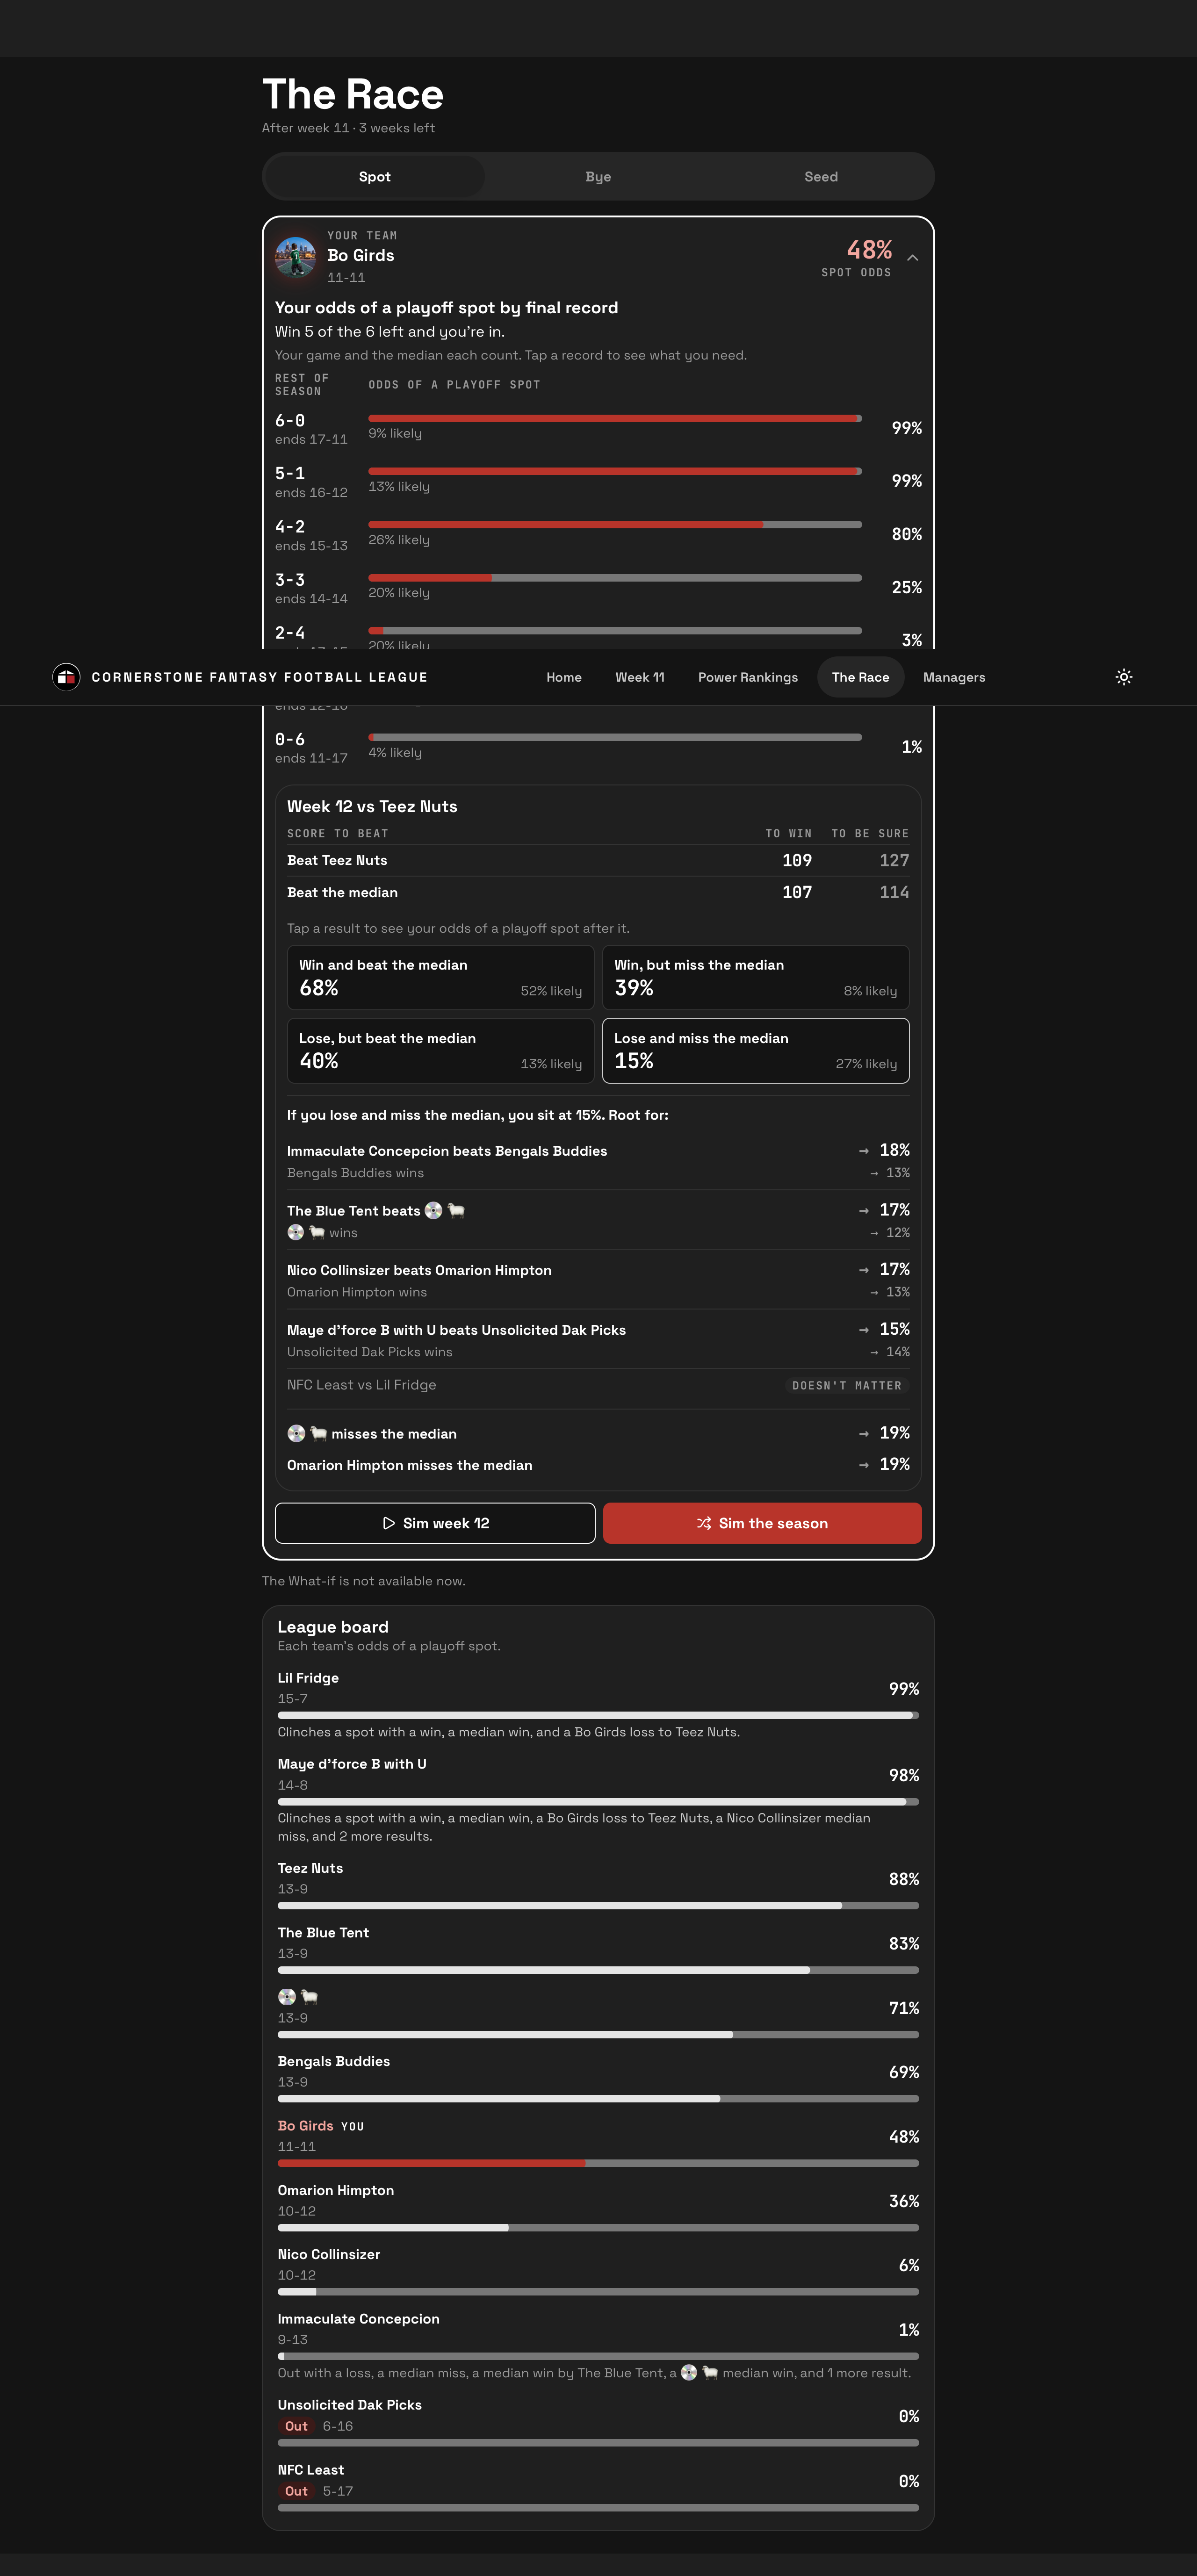 The Race
After week 11 · 3 weeks left
Spot
Bye
Seed
YOUR TEAM
Bo Girds
11-11
48%
SPOT ODDS
Your odds of a playoff spot by final record
Win 5 of the 6 left and you're in.
Your game and the median each count. Tap a record to see what you need.
REST OF SEASON
ODDS OF A PLAYOFF SPOT
6-0
ends 17-11
9% likely
99%
5-1
ends 16-12
13% likely
99%
4-2
ends 15-13
26% likely
80%
3-3
ends 14-14
20% likely
25%
2-4
20% likely
3%
CORNERSTONE FANTASY FOOTBALL LEAGUE
Home
Week 11
Power Rankings
The Race
Managers
0-6
ends 11-17
4% likely
1%
Week 12 vs Teez Nuts
SCORE TO BEAT
TO WIN
TO BE SURE
Beat Teez Nuts
109
127
Beat the median
107
114
Tap a result to see your odds of a playoff spot after it.
Win and beat the median
68%
52% likely
Win, but miss the median
39%
8% likely
Lose, but beat the median
40%
13% likely
Lose and miss the median
15%
27% likely
If you lose and miss the median, you sit at 15%. Root for:
Immaculate Concepcion beats Bengals Buddies
→ 18%
Bengals Buddies wins
→ 13%
The Blue Tent beats 💿 🐑
→ 17%
💿 🐑 wins
→ 12%
Nico Collinsizer beats Omarion Himpton
→ 17%
Omarion Himpton wins
→ 13%
Maye d'force B with U beats Unsolicited Dak Picks
→ 15%
Unsolicited Dak Picks wins
→ 14%
NFC Least vs Lil Fridge
DOESN'T MATTER
💿 🐑 misses the median
→ 19%
Omarion Himpton misses the median
→ 19%
Sim week 12
Sim the season
The What-if is not available now.
League board
Each team's odds of a playoff spot.
Lil Fridge
15-7
99%
Clinches a spot with a win, a median win, and a Bo Girds loss to Teez Nuts.
Maye d'force B with U
14-8
98%
Clinches a spot with a win, a median win, a Bo Girds loss to Teez Nuts, a Nico Collinsizer median
miss, and 2 more results.
Teez Nuts
13-9
88%
The Blue Tent
13-9
83%
💿 🐑
13-9
71%
Bengals Buddies
13-9
69%
Bo Girds YOU
11-11
48%
Omarion Himpton
10-12
36%
Nico Collinsizer
10-12
6%
Immaculate Concepcion
9-13
1%
Out with a loss, a median miss, a median win by The Blue Tent, a 💿 🐑 median win, and 1 more result.
Unsolicited Dak Picks
Out 6-16
0%
NFC Least
Out 5-17
0%